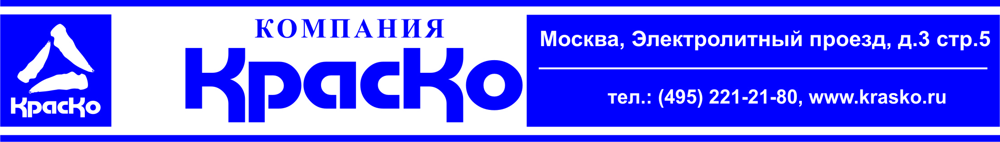 КрасКо
КОМПАНИЯ
КрасКо
Москва, Электролитный проезд, д.3 стр.5
тел.: (495) 221-21-80, www.krasko.ru